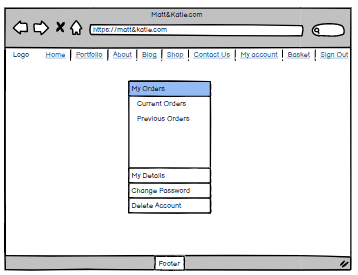 Matt&Katie.com
https://matt&katie.com
Logo Home Portfolio About Blog Shop Contact Us My account Basket Sign Out
My Orders
Current Orders
Previous Orders
My Details
Change Password
Delete Account
Footer